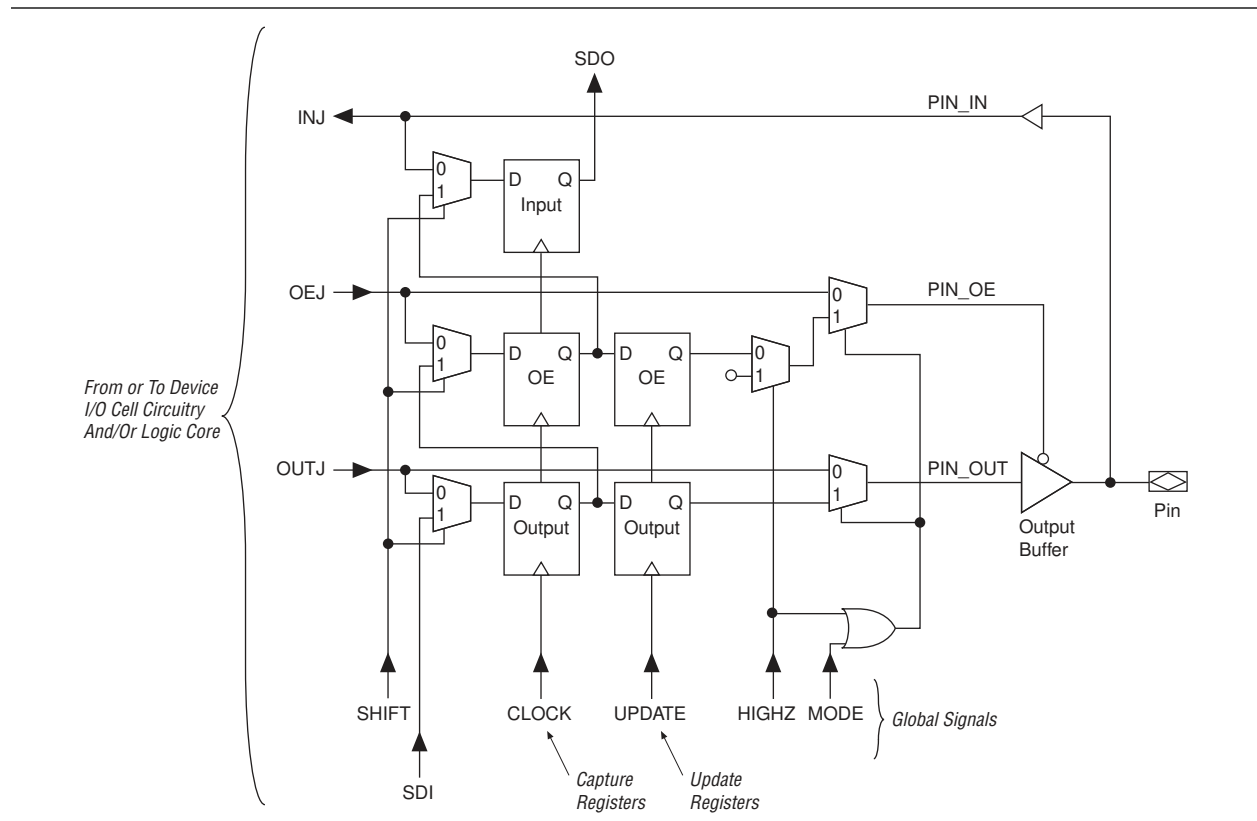 SDO
INJ
PIN_IN
0
1
D Q
Input
OEJ
0
1
PIN_OE
0
1
D Q
OE
D Q
OE
0
1
From or To Device
I/O Cell Circuitry
And/Or Logic Core
OUTJ
0
1
PIN_OUT
0
1
D Q
Output
D Q
Output
Output
Buffer
Pin
SHIFT
CLOCK
UPDATE
HIGHZ
MODE
Global Signals
SDI
Capture
Registers
Update
Registers